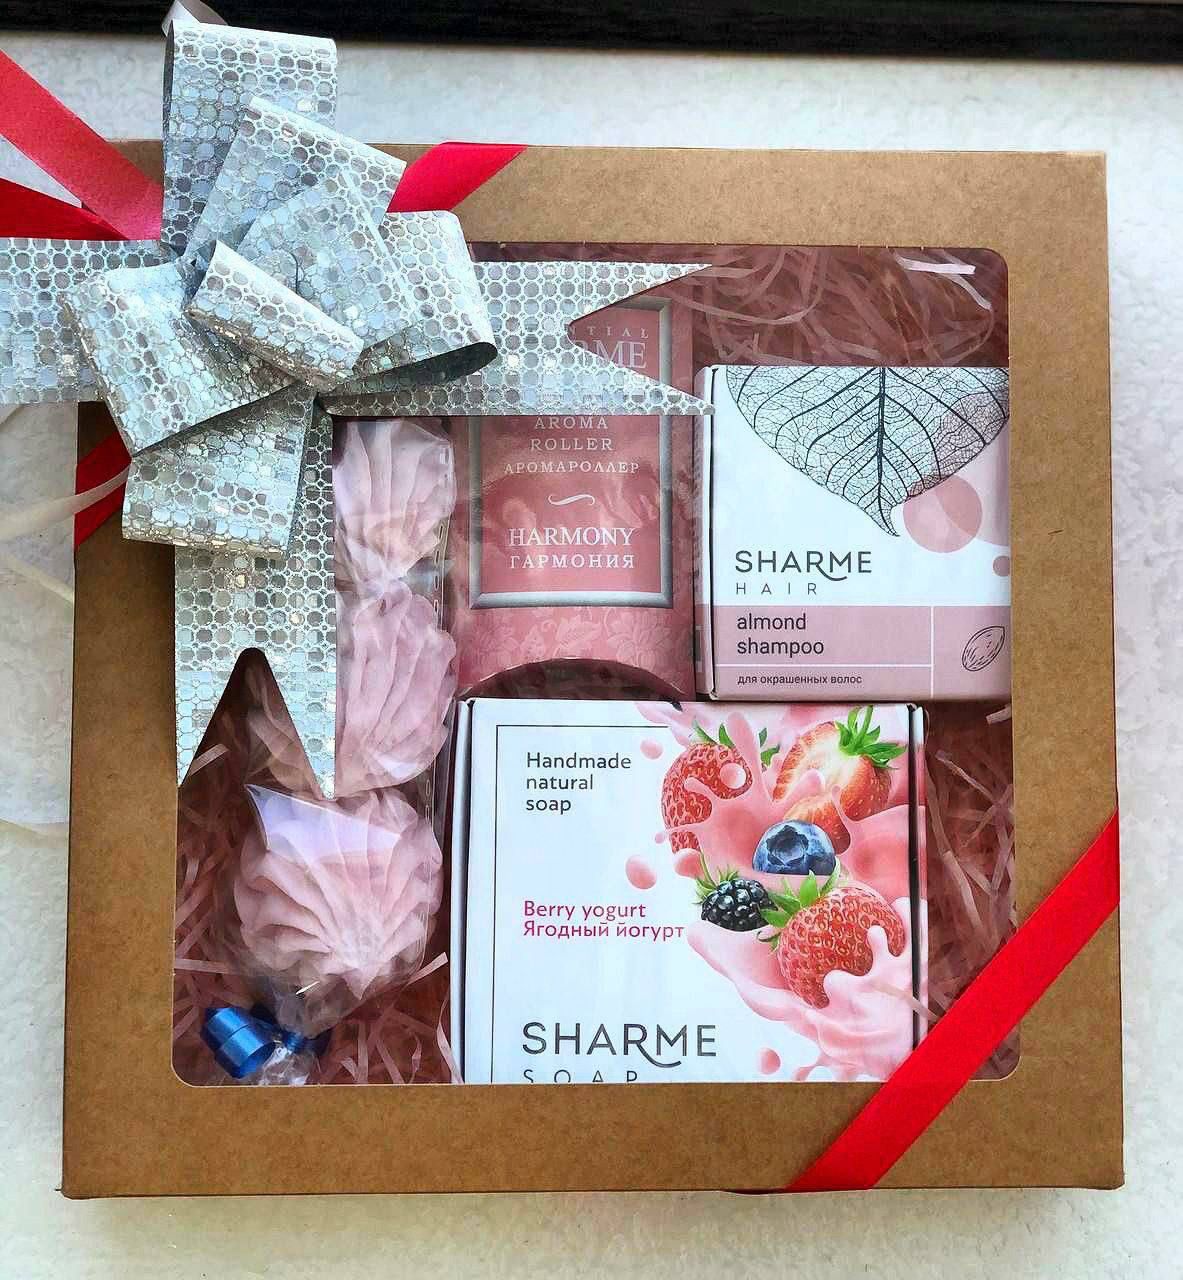 AROMA
ROLLER
АРОМАРОЛЛЕР
HARMONY
ГАРМОНИЯ
SHARME
HAIR
almond
shampoo
для окрашенных волос
Handmade
natural
soap
Berry yogurt
Ягодный йогурт
SHARME
SOAP